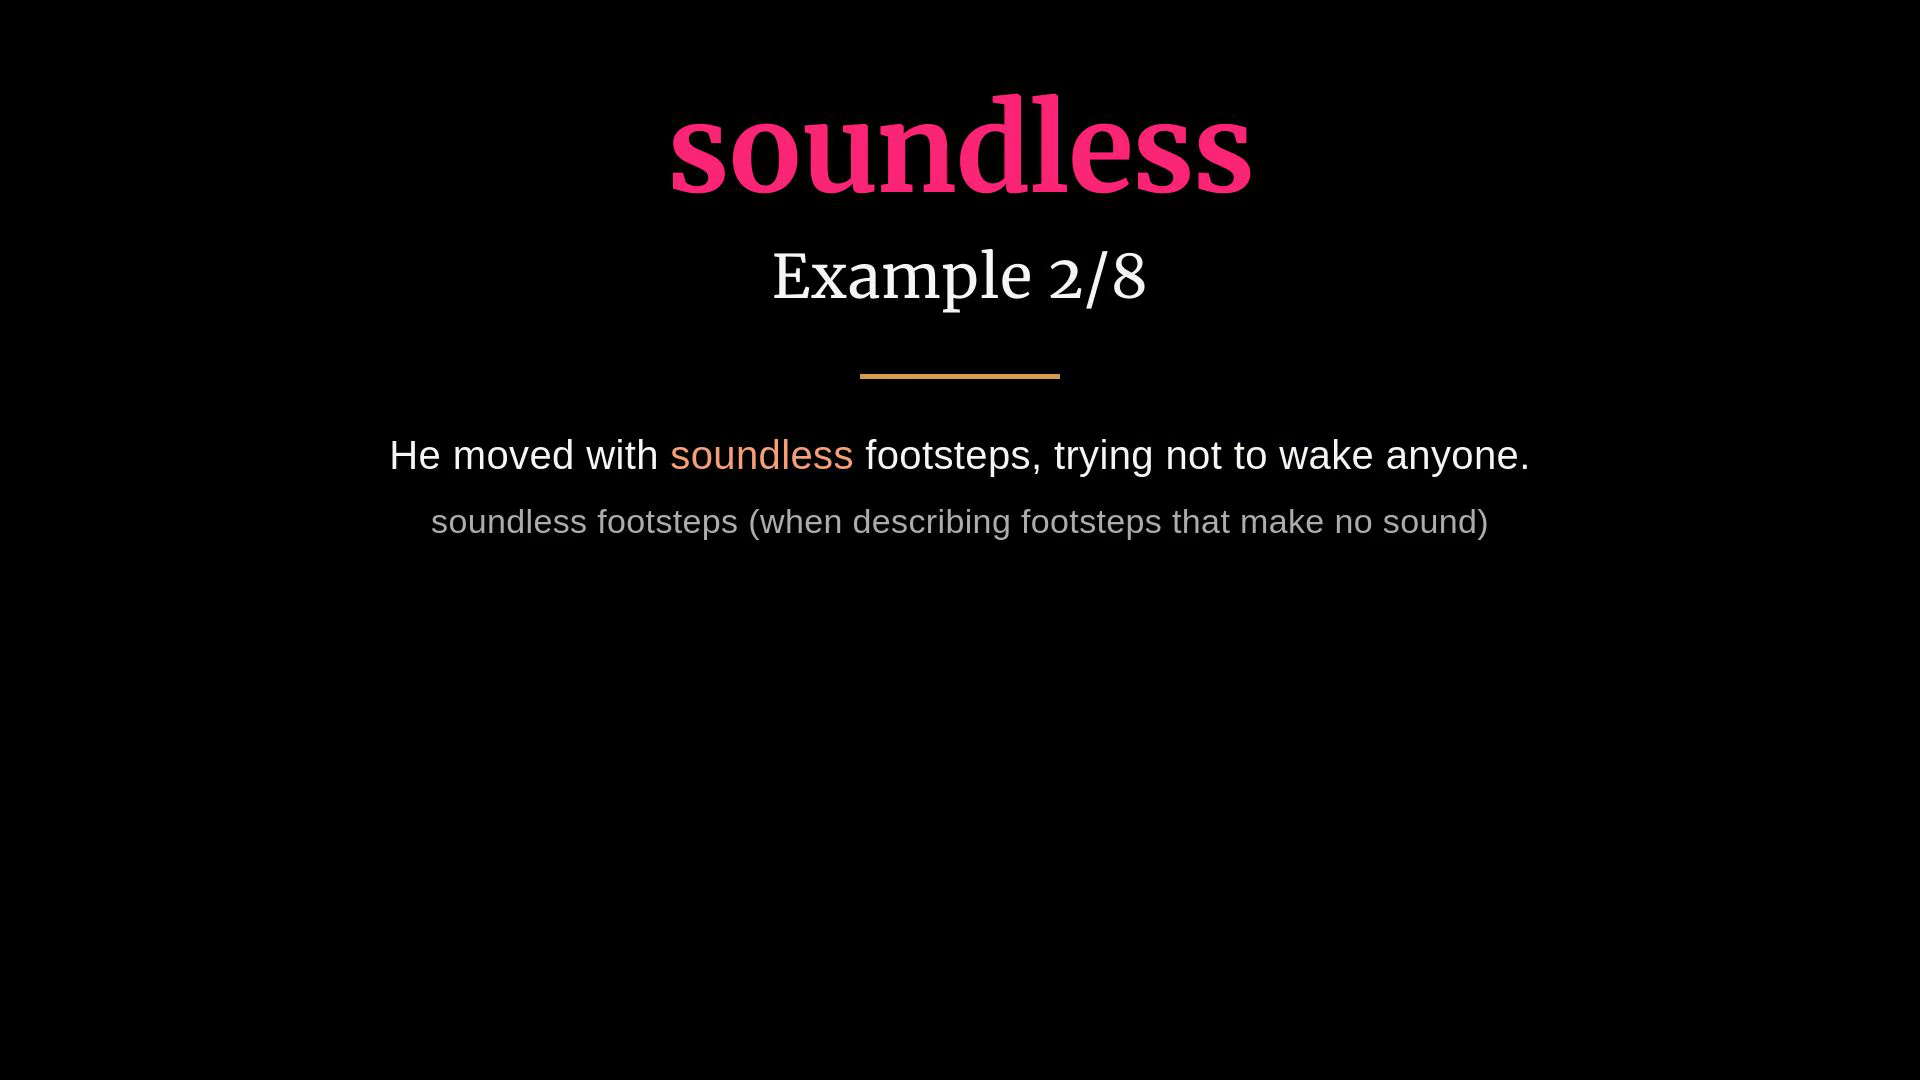 soundless
Example 2/8
He moved with soundless footsteps, trying not to wake anyone.
soundless footsteps (when describing footsteps that make no sound)